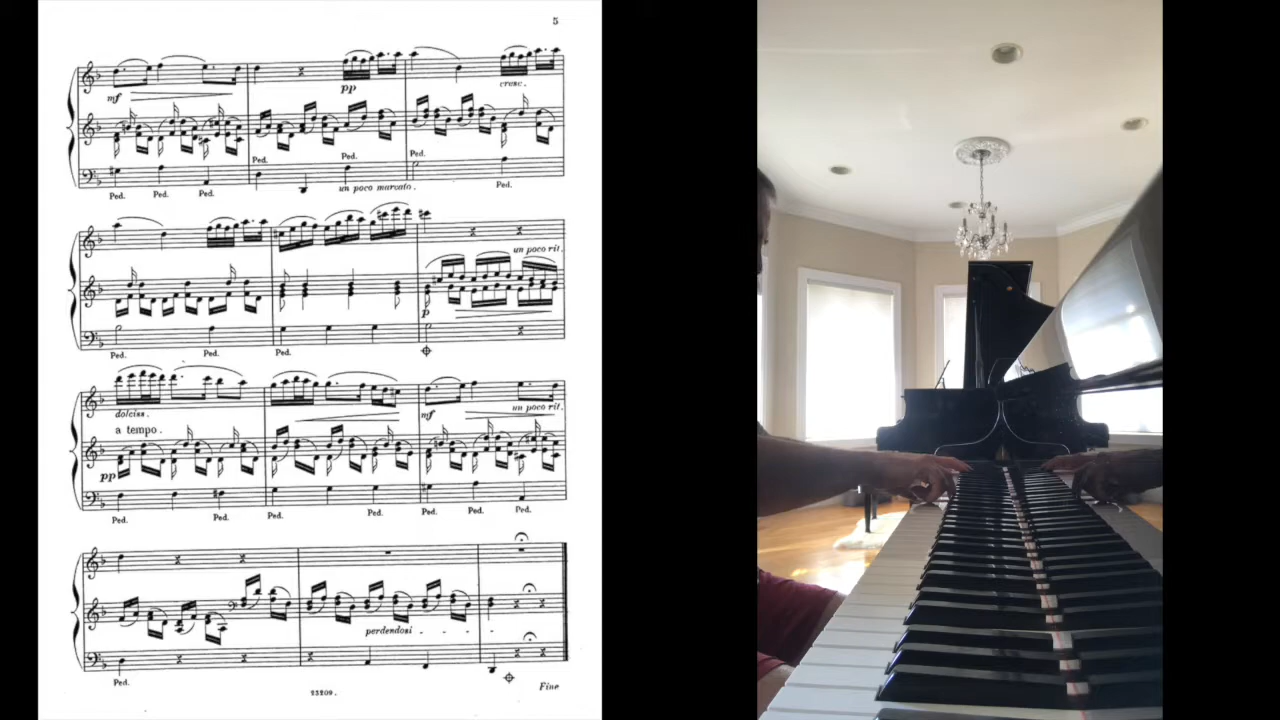 5
mf
pp
cresc.
Ped. Ped.
Ped.
un poco marcato.
Ped. Ped. Ped.
Ped.
un poco rit.
p
Ped. Ped. Ped.
dolciss.
mf
un poco rit.
a tempo.
pp
Ped. Ped. Ped. Ped. Ped. Ped. Ped.
perdendosi
Ped.
Fine
23209.